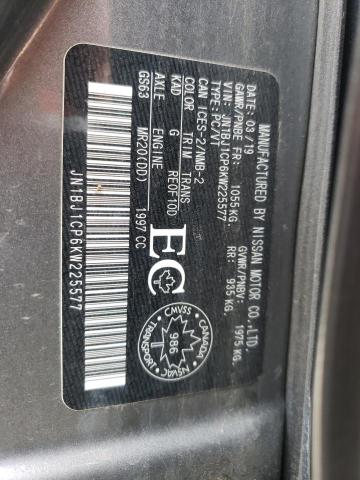 MANUFACTURED BY NISSAN MOTOR CO.,LTD.
DATE: 03 / 19 GVWR/PNBV: 1975 KG.
GAWR/PNBE FR: 1055 KG. RR: 935 KG.
VIN: JN1BJ1CP6KW225577
TYPE:PC/VT
CAN ICES-2/NMB-2
COLOR TRIM TRANS
KAD G RE0F10D
AXLE ENGINE
GS63 MR20(DD) 1997 CC
JN1BJ1CP6KW225577
EC
CMVSS
CANADA
986
TRANSPORT
NSVAC